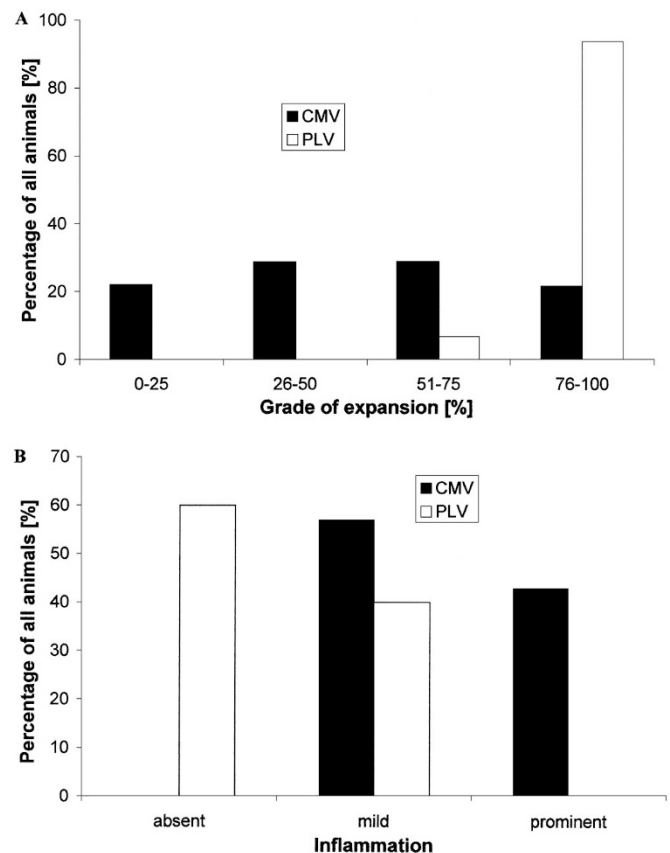 A
Percentage of all animals [%]
100
80
60
40
20
0
CMV
PLV
0-25 26-50 51-75 76-100
Grade of expansion [%]
B
Percentage of all animals [%]
70
60
50
40
30
20
10
0
CMV
PLV
absent mild prominent
Inflammation